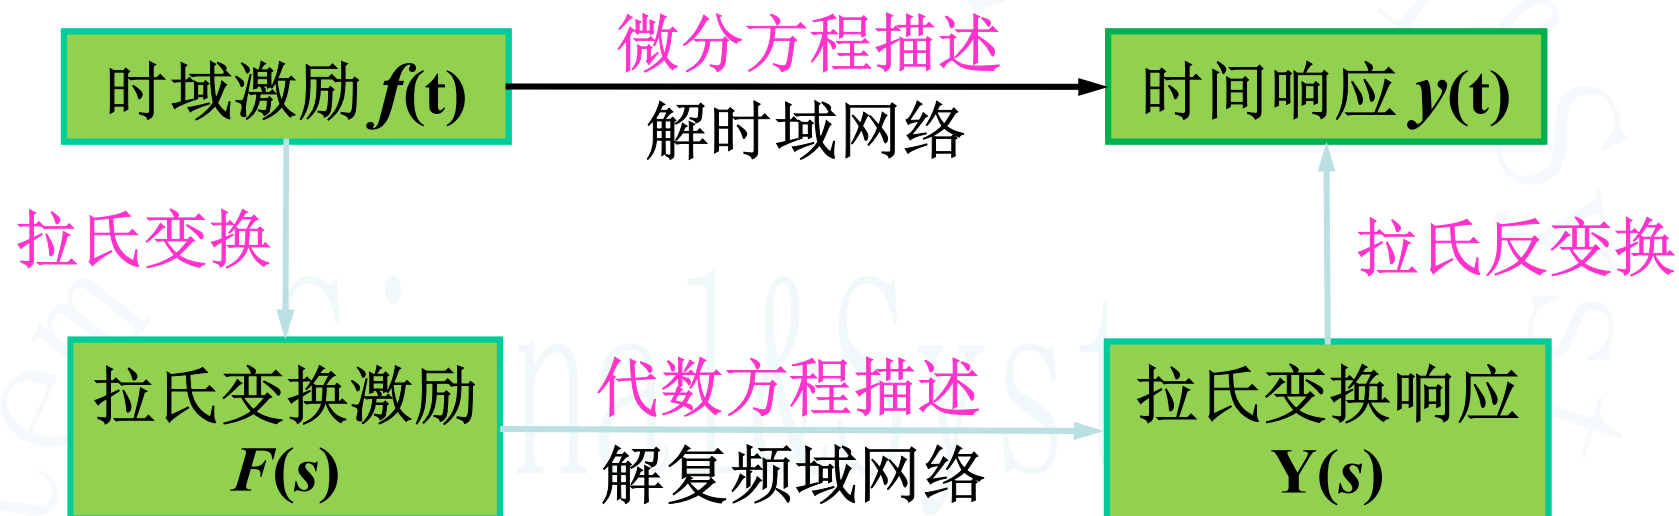 微分方程描述
时域激励 f(t)
时间响应 y(t)
解时域网络
拉氏变换
拉氏反变换
拉氏变换激励
F(s)
代数方程描述
解复频域网络
拉氏变换响应
Y(s)